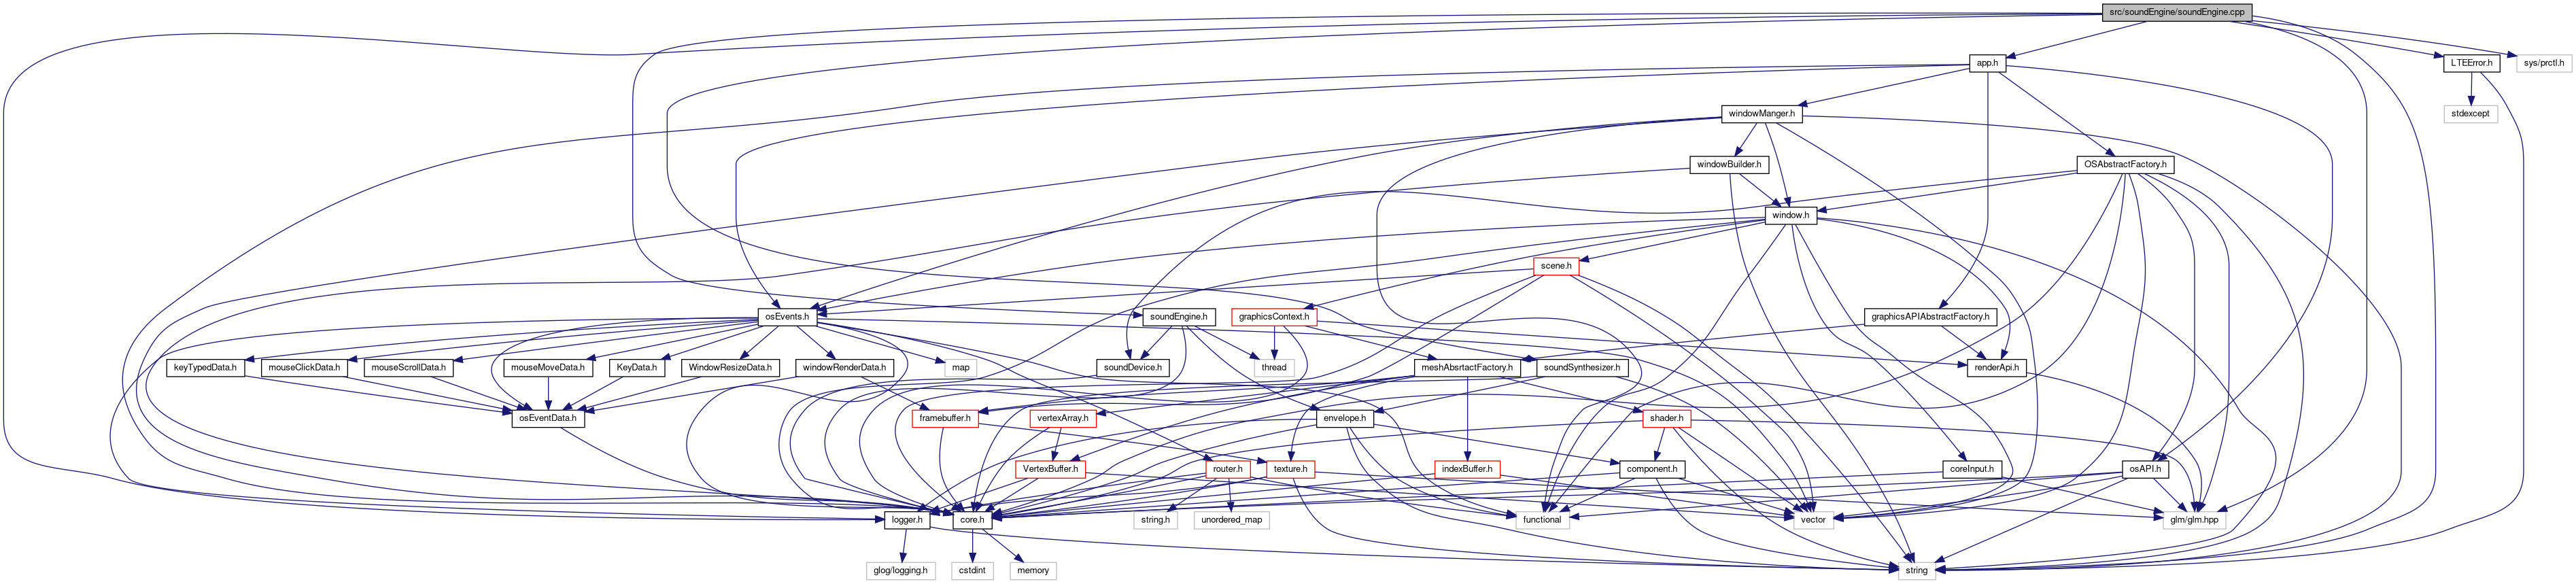 src/soundEngine/soundEngine.cpp
app.h
LTEError.h
sys/prctl.h
windowManger.h
stdexcept
windowBuilder.h
OSAbstractFactory.h
window.h
scene.h
osEvents.h
soundEngine.h
graphicsContext.h
graphicsAPIAbstractFactory.h
keyTypedData.h
mouseClickData.h
mouseScrollData.h
mouseMoveData.h
KeyData.h
WindowResizeData.h
windowRenderData.h
map
soundDevice.h
thread
meshAbsrtactFactory.h
soundSynthesizer.h
renderApi.h
osEventData.h
framebuffer.h
vertexArray.h
envelope.h
shader.h
VertexBuffer.h
router.h
texture.h
indexBuffer.h
component.h
coreInput.h
osAPI.h
logger.h
core.h
string.h
unordered_map
functional
vector
glm/glm.hpp
glog/logging.h
cstdint
memory
string